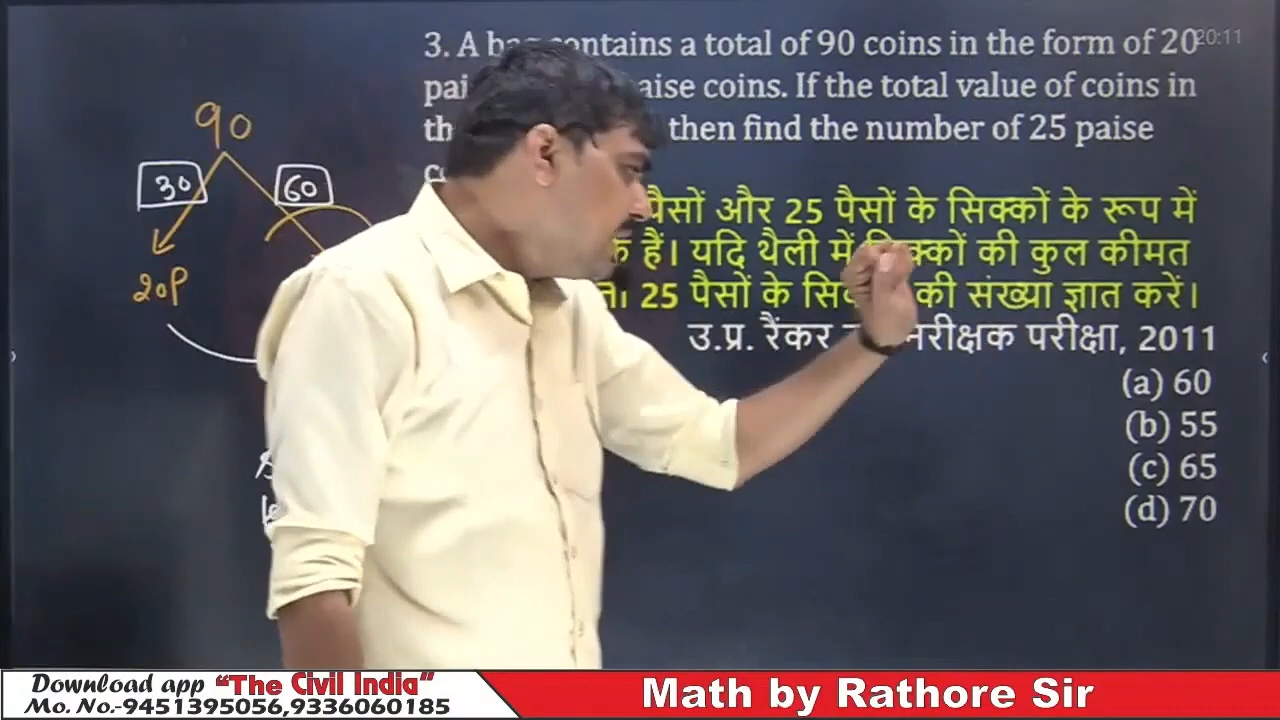 3. A contains a total of 90 coins in the form of 20
20:11
aise coins. If the total value of coins in
then find the number of 25 paise
पैसों और 25 पैसों के सिक्कों के रूप में
हैं। यदि थैली में सिक्कों की कुल कीमत
25 पैसों के की संख्या ज्ञात करें।
उ.प्र. रैंकर परीक्षा, 2011
(a) 60
(b) 55
(c) 65
(d) 70
90
30 60
20P
Download app "The Civil India"
Mo. No.-9451395056,9336060185
Math by Rathore Sir